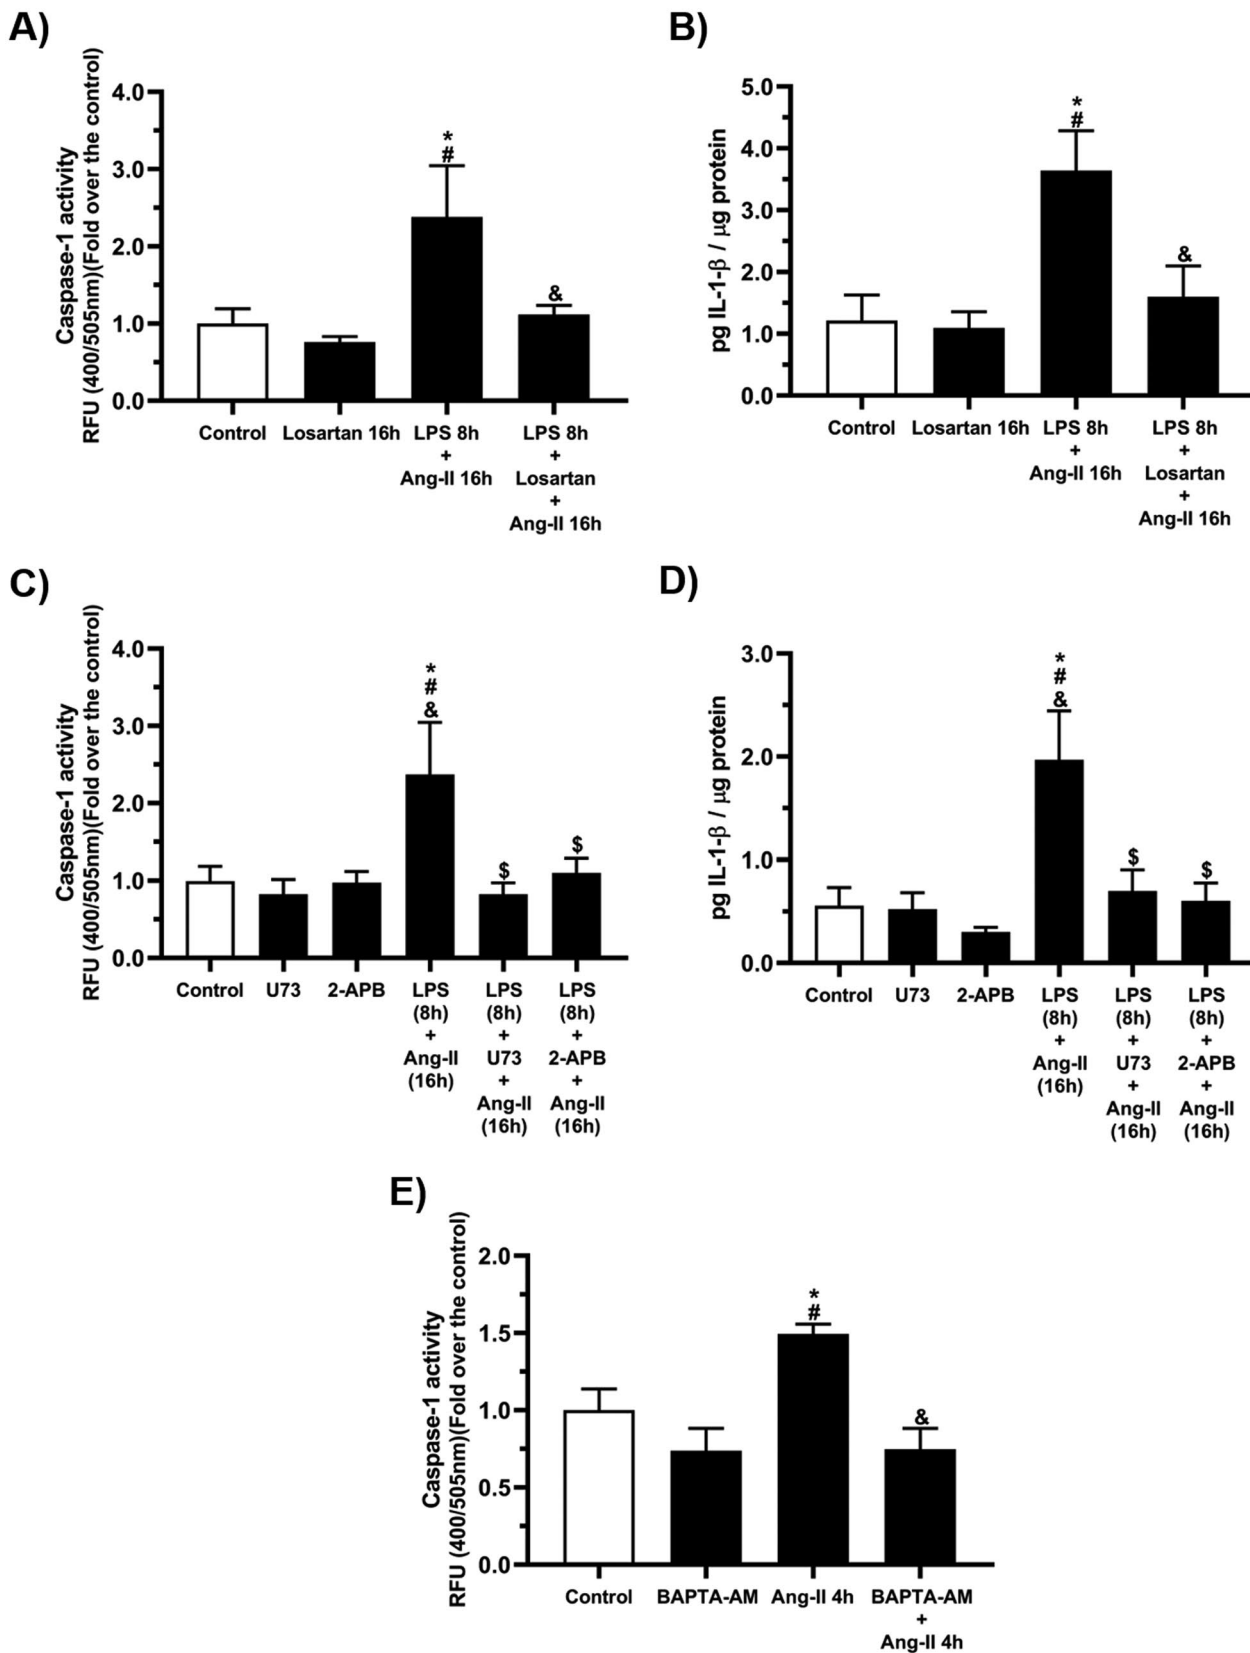 A)
Caspase-1 activity
RFU (400/505nm)(Fold over the control)
4.0
3.0
2.0
1.0
0.0
*
#
&
Control
Losartan 16h
LPS 8h
+
Ang-II 16h
LPS 8h
+
Losartan
+
Ang-II 16h
B)
pg IL-1-β / μg protein
5.0
4.0
3.0
2.0
1.0
0.0
*
#
&
Control
Losartan 16h
LPS 8h
+
Ang-II 16h
LPS 8h
+
Losartan
+
Ang-II 16h
C)
Caspase-1 activity
RFU (400/505nm)(Fold over the control)
4.0
3.0
2.0
1.0
0.0
*
#
&
$
$
Control
U73
2-APB
LPS
(8h)
+
Ang-II
(16h)
LPS
(8h)
+
U73
+
Ang-II
(16h)
LPS
(8h)
+
2-APB
+
Ang-II
(16h)
D)
pg IL-1-β / μg protein
3.0
2.0
1.0
0.0
*
#
&
$
$
Control
U73
2-APB
LPS
(8h)
+
Ang-II
(16h)
LPS
(8h)
+
U73
+
Ang-II
(16h)
LPS
(8h)
+
2-APB
+
Ang-II
(16h)
E)
Caspase-1 activity
RFU (400/505nm)(Fold over the control)
2.0
1.5
1.0
0.5
0.0
*
#
&
Control
BAPTA-AM
Ang-II 4h
BAPTA-AM
+
Ang-II 4h